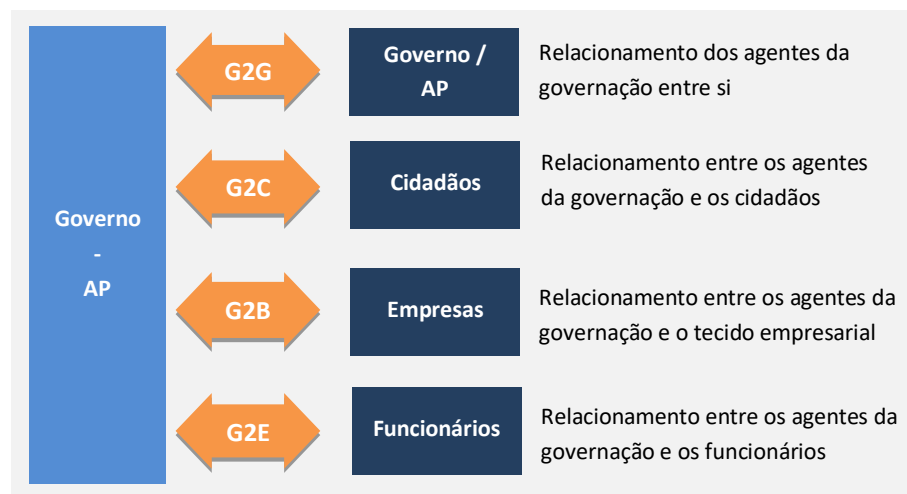 Governo
-
AP
G2G
Governo /
AP
Relacionamento dos agentes da
governação entre si
G2C
Cidadãos
Relacionamento entre os agentes
da governação e os cidadãos
G2B
Empresas
Relacionamento entre os agentes da
governação e o tecido empresarial
G2E
Funcionários
Relacionamento entre os agentes da
governação e os funcionários